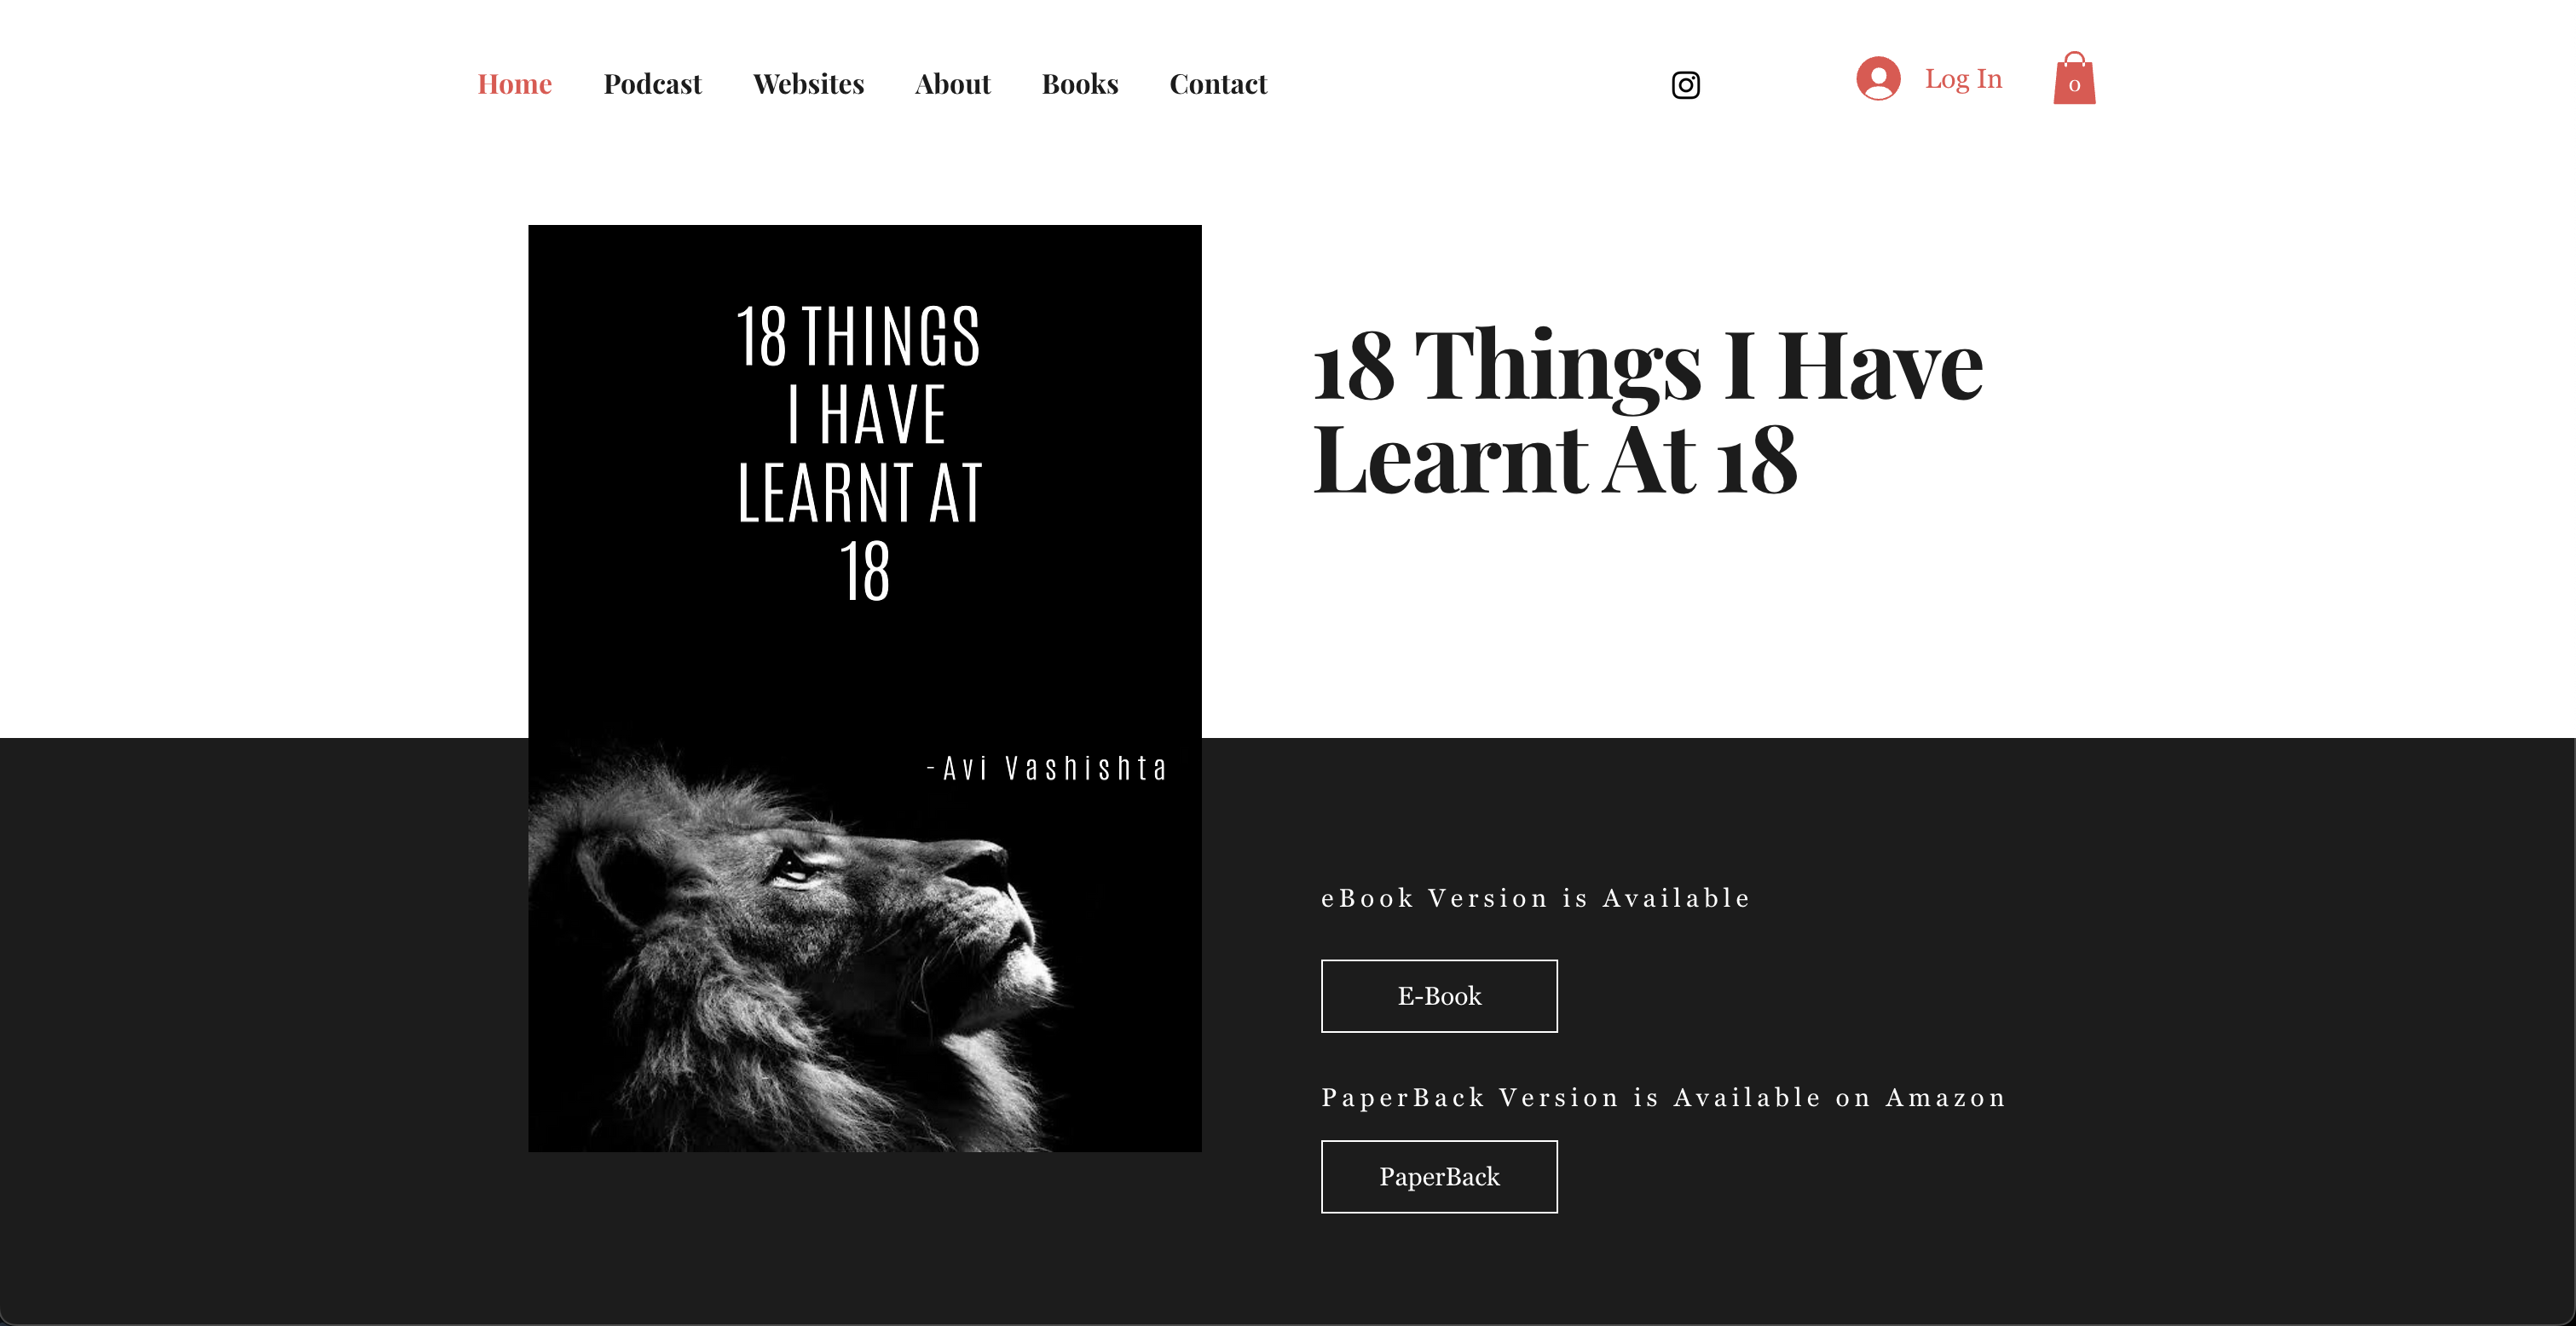 Home Podcast Websites About Books Contact
Log In
0
18 THINGS
I HAVE
LEARNT AT
18
-Avi Vashishta
18 Things I Have
Learnt At 18
eBook Version is Available
E-Book
PaperBack Version is Available on Amazon
PaperBack